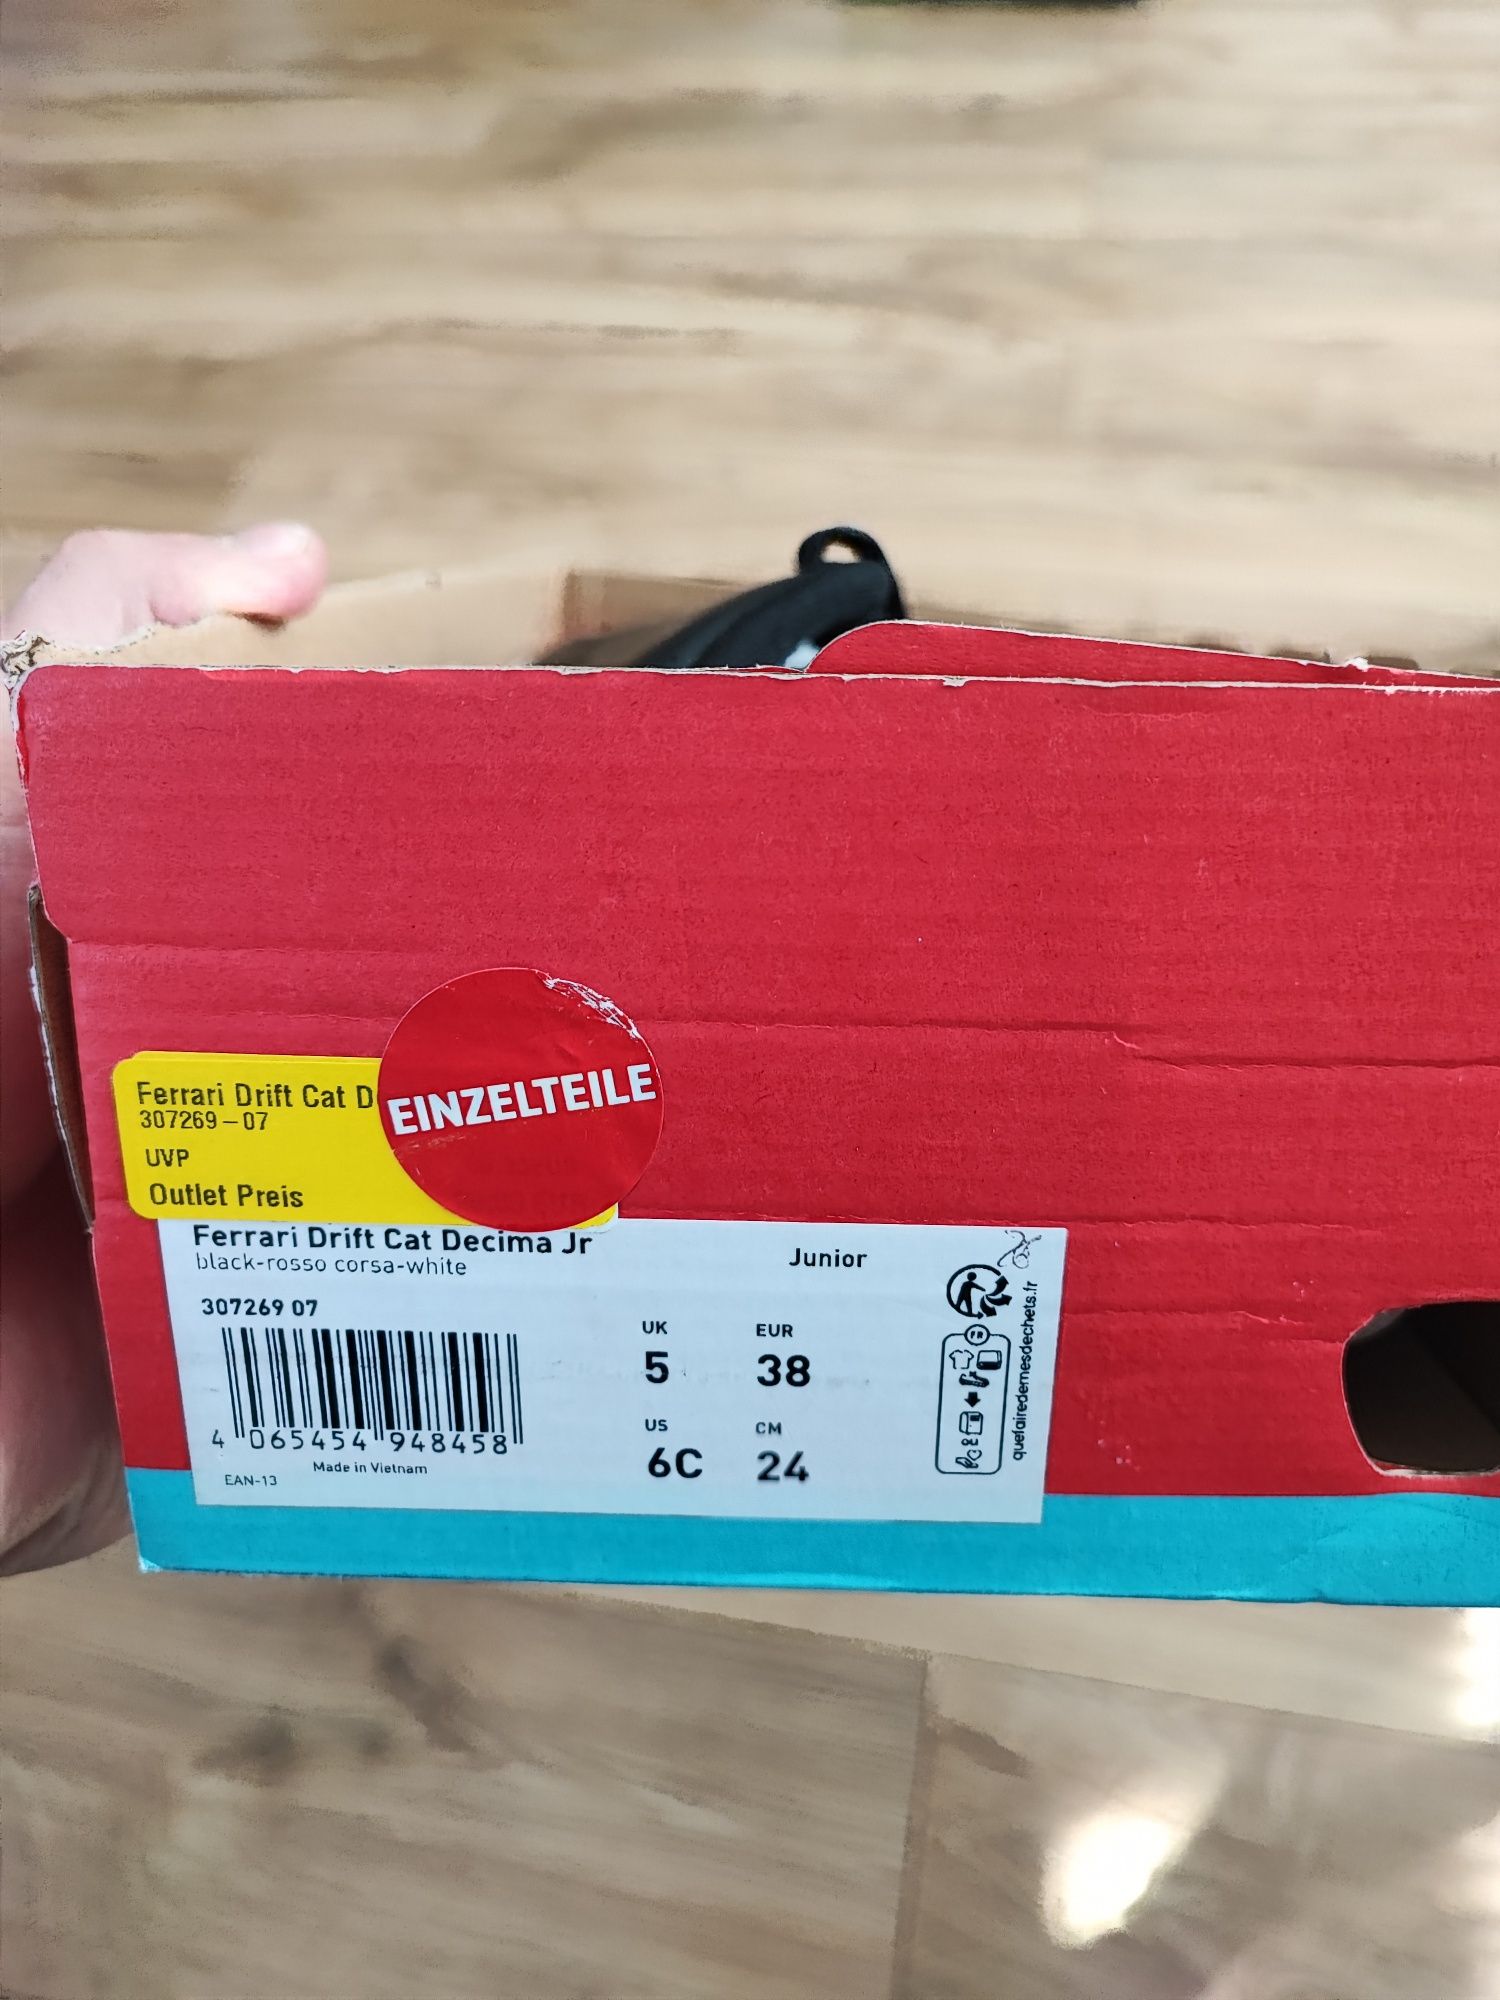 Ferrari Drift Cat D
307269-07
UVP
Outlet Preis
EINZELTEILE
Ferrari Drift Cat Decima Jr
black-rosso corsa-white
Junior
307269 07
UK
5
EUR
38
US
6C
CM
24
4 065454 948458
EAN-13
Made in Vietnam
FR
&
quefairedemesdechets.fr